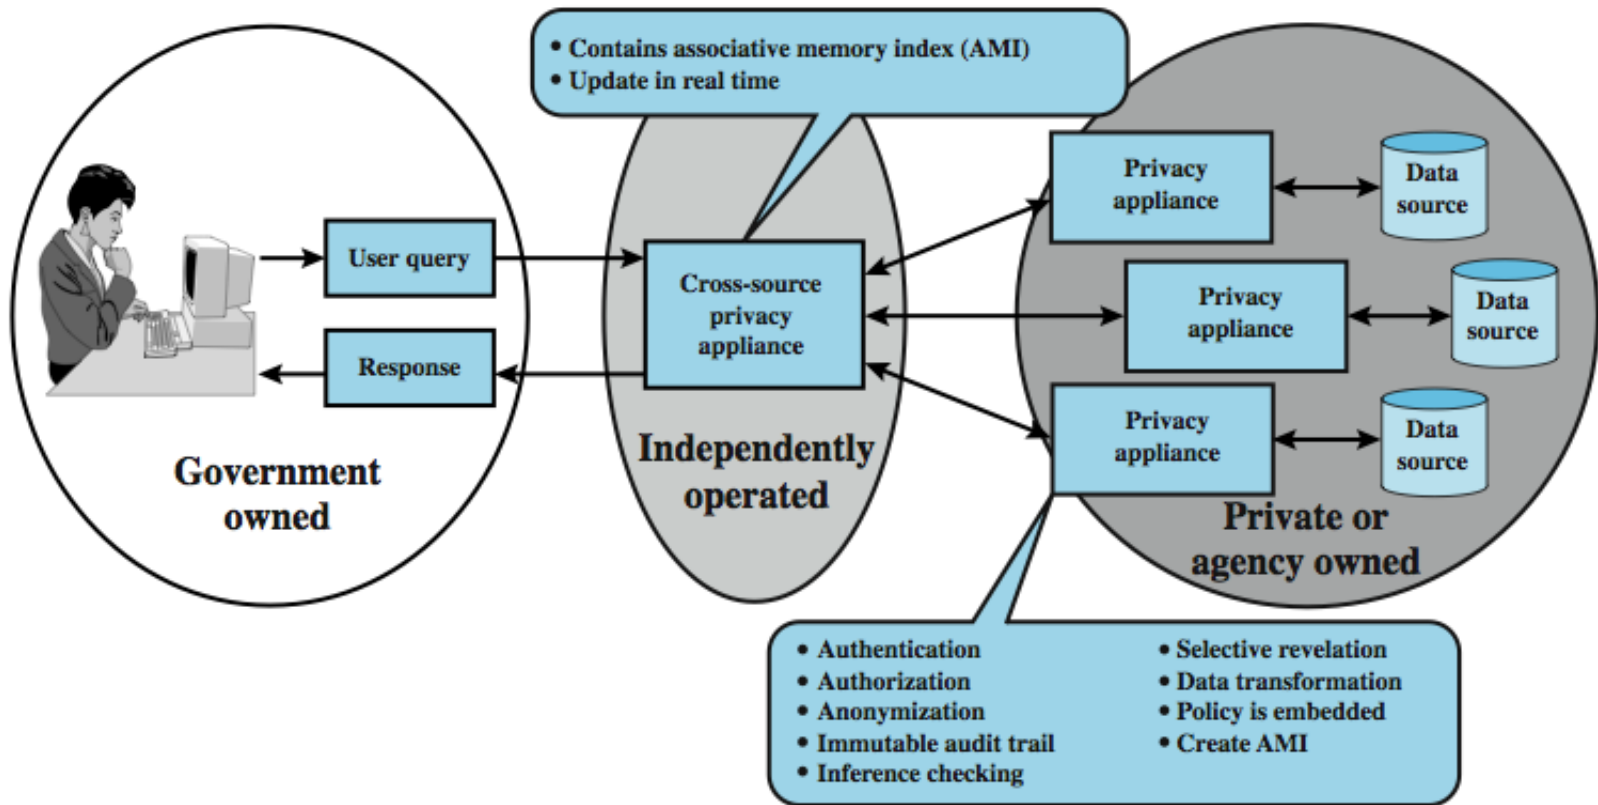 • Contains associative memory index (AMI)
• Update in real time
User query
Response
Government
owned
Cross-source
privacy
appliance
Independently
operated
Privacy
appliance
Data
source
Privacy
appliance
Data
source
Privacy
appliance
Data
source
Private or
agency owned
• Authentication
• Authorization
• Anonymization
• Immutable audit trail
• Inference checking
• Selective revelation
• Data transformation
• Policy is embedded
• Create AMI